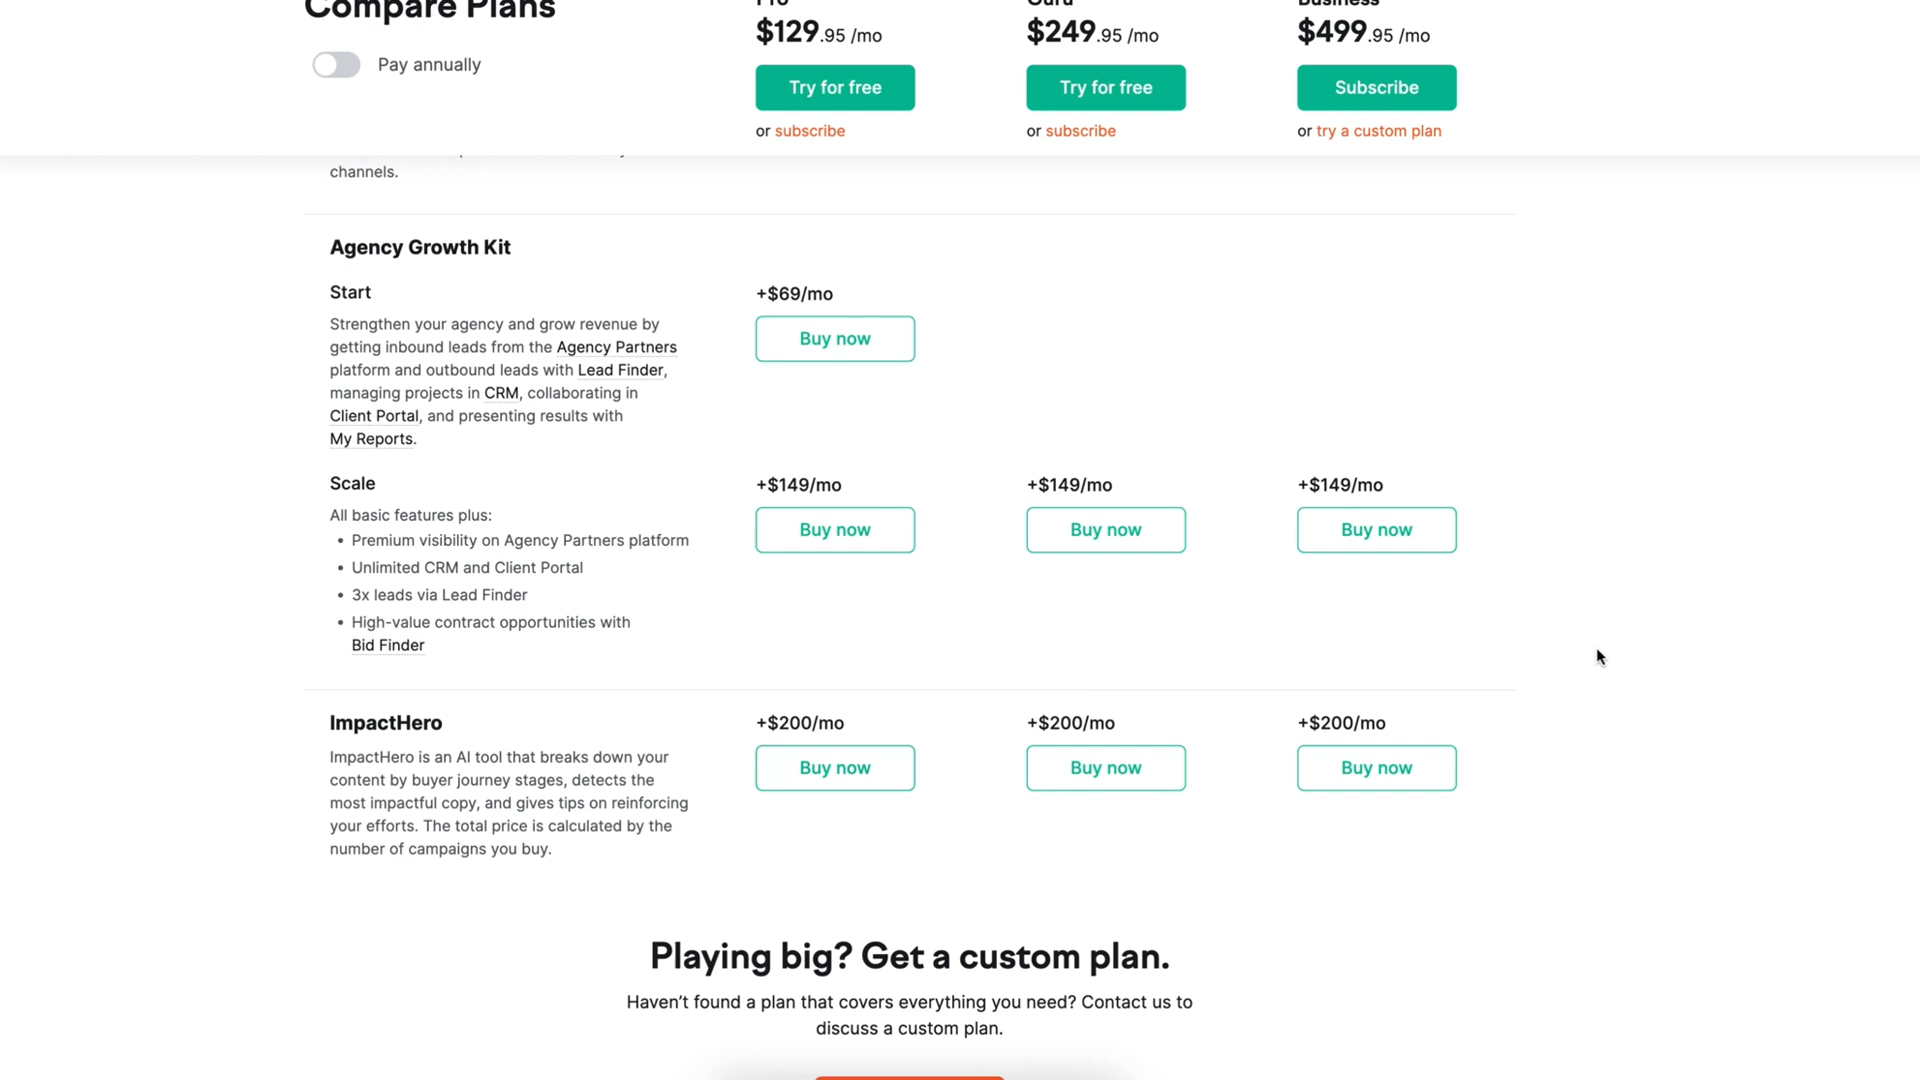 Compare Plans
Pay annually
Pro
$129.95 /mo
Try for free
or subscribe
Guru
$249.95 /mo
Try for free
or subscribe
Business
$499.95 /mo
Subscribe
or try a custom plan
channels.
Agency Growth Kit
Start
Strengthen your agency and grow revenue by
getting inbound leads from the Agency Partners
platform and outbound leads with Lead Finder,
managing projects in CRM, collaborating in
Client Portal, and presenting results with
My Reports.
+$69/mo
Buy now
Scale
All basic features plus:
• Premium visibility on Agency Partners platform
• Unlimited CRM and Client Portal
• 3x leads via Lead Finder
• High-value contract opportunities with
Bid Finder
+$149/mo
Buy now
+$149/mo
Buy now
+$149/mo
Buy now
ImpactHero
ImpactHero is an AI tool that breaks down your
content by buyer journey stages, detects the
most impactful copy, and gives tips on reinforcing
your efforts. The total price is calculated by the
number of campaigns you buy.
+$200/mo
Buy now
+$200/mo
Buy now
+$200/mo
Buy now
Playing big? Get a custom plan.
Haven't found a plan that covers everything you need? Contact us to
discuss a custom plan.